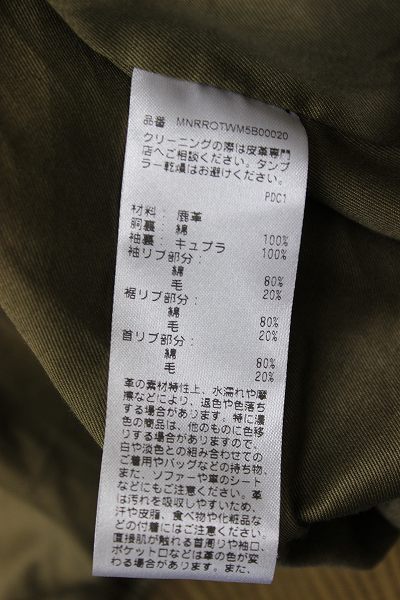 品番 MNRROTWM5B00020
クリーニングの際は皮革専門
店へご相談ください。タンブ
ラー乾燥はお避けください。
PDC1
材料： 鹿革
胴裏： 綿 100%
袖裏： キュプラ 100%
袖リブ部分：
綿 80%
毛 20%
裾リブ部分：
綿 80%
毛 20%
首リブ部分：
綿 80%
毛 20%
革の素材特性上、水濡れや摩
擦などにより、退色や色落ち
する場合があります。特に濃
色の商品は、他のものに色移
りする場合がありますので、
白や淡色との組み合わせての
ご着用やバッグなどの持ち物、
また、ソファーや車のシート
などにもご注意ください。革
は汚れを吸収しやすいため、
汗や皮脂、食べ物や化粧品な
どの付着にはご注意ください。
直接肌が触れる首周りや袖口、
ポケット口などは革の色が変
わる場合があります。また、